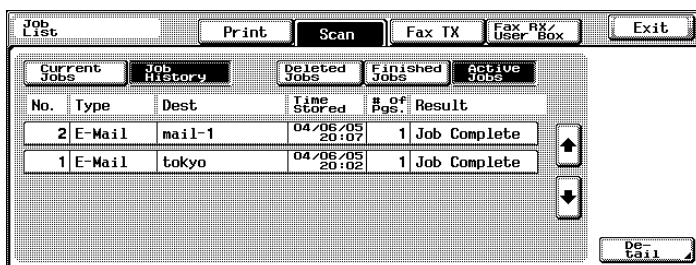 Job List Print Scan Fax TX Fax RX/ User Box Exit
Current Jobs Job History Deleted Jobs Finished Jobs Active Jobs
No. Type Dest Time Stored # of Pgs. Result
2 E-Mail mail-1 04/06/05 20:07 1 Job Complete
1 E-Mail tokyo 04/06/05 20:02 1 Job Complete
De-
tail